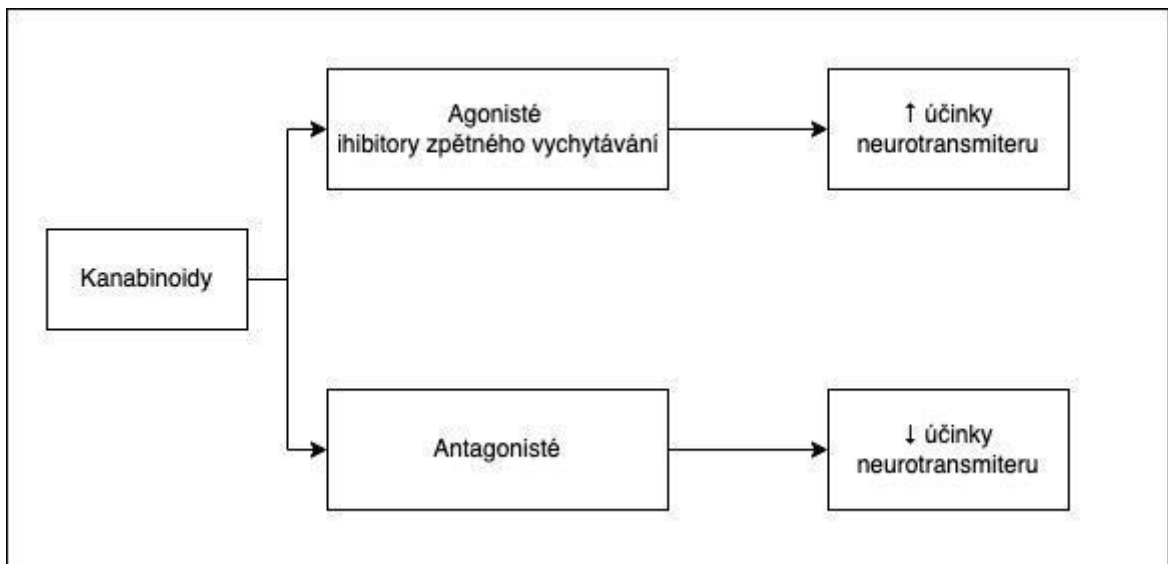 Agonisté
ihibitory zpětného vychytávání
↑ účinky
neurotransmiteru
Kanabinoidy
Antagonisté
↓ účinky
neurotransmiteru